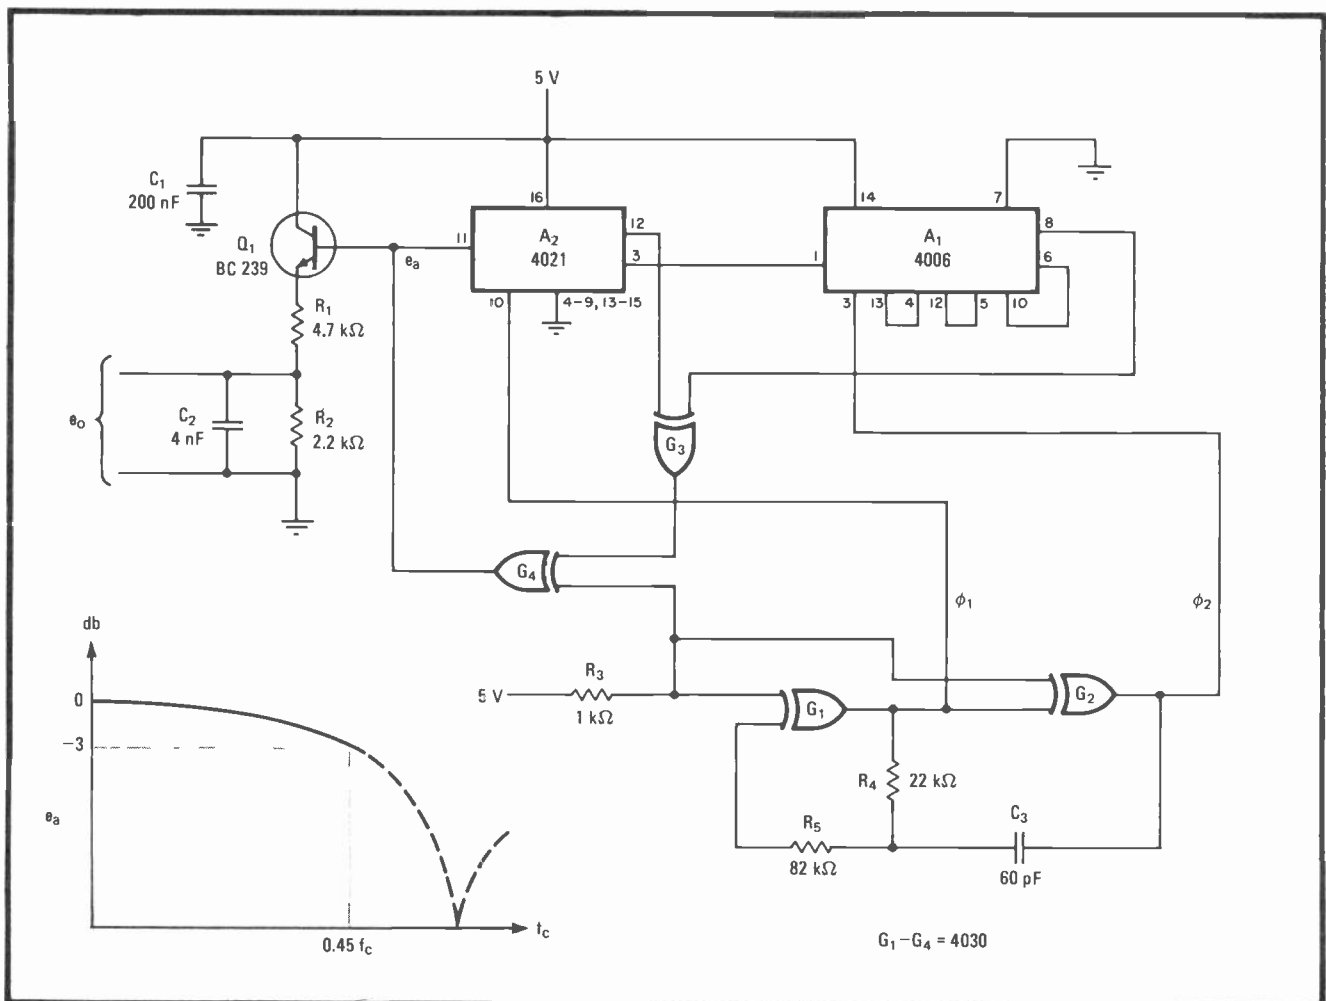 5 V
C1
200 nF
Q1
BC 239
ea
R1
4.7 kΩ
eo
C2
4 nF
R2
2.2 kΩ
16
11
A2
4021
12
3
10
4-9, 13-15
14
7
1
A1
4006
8
6
3
13
4
12
5
10
G3
G4
ϕ1
ϕ2
R3
5 V
1 kΩ
G1
G2
R4
22 kΩ
R5
82 kΩ
C3
60 pF
db
0
−3
ea
0.45 fc
tc
G1−G4 = 4030